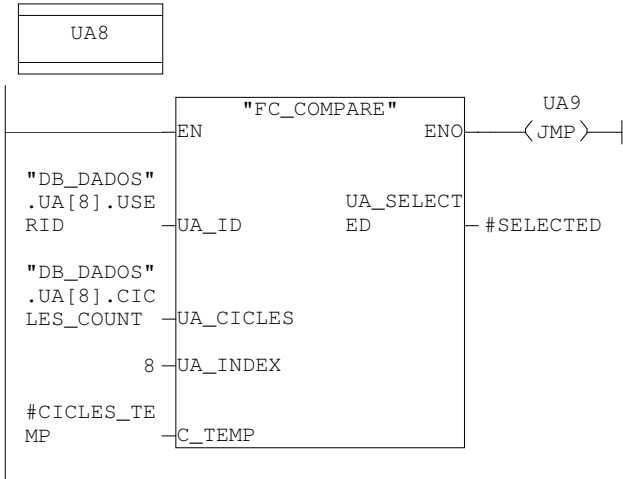 UA8
"FC_COMPARE"
UA9
EN
ENO
JMP
"DB_DADOS"
.UA[8].USE
RID
UA_ID
UA_SELECT
ED
#SELECTED
"DB_DADOS"
.UA[8].CIC
LES_COUNT
UA_CICLES
8
UA_INDEX
#CICLES_TE
MP
C_TEMP